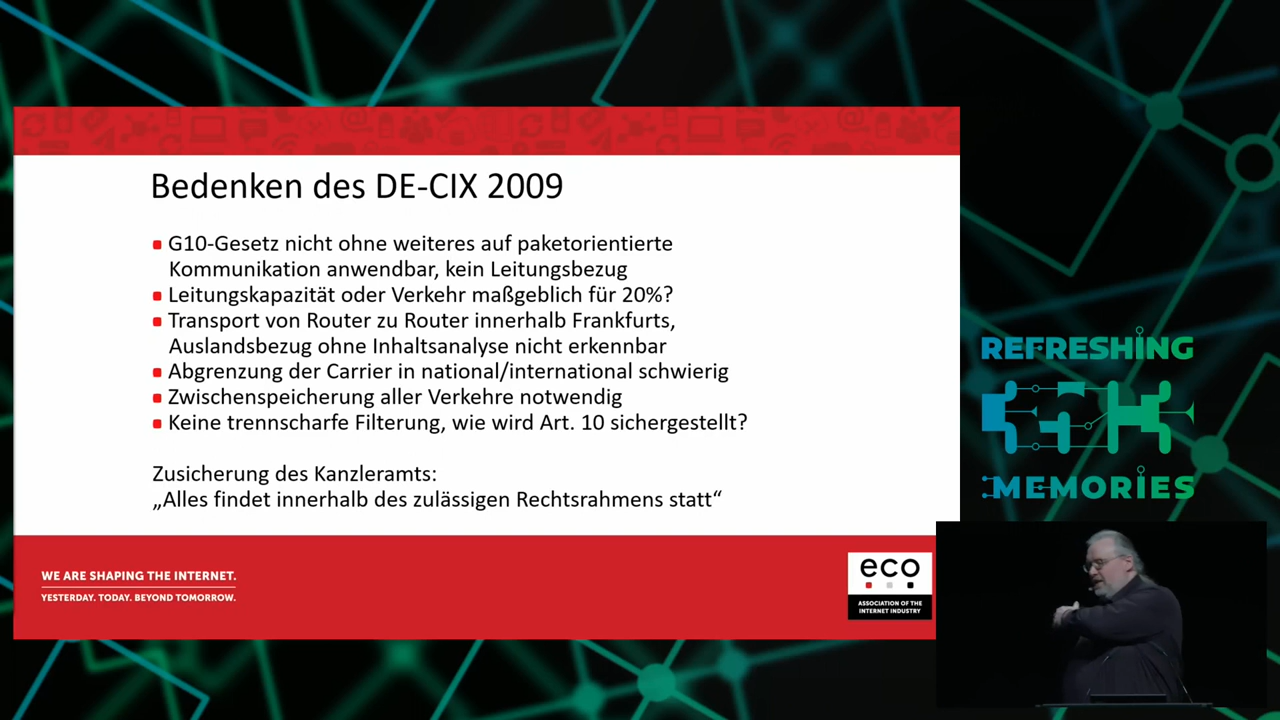 Bedenken des DE-CIX 2009
G10-Gesetz nicht ohne weiteres auf paketorientierte
Kommunikation anwendbar, kein Leitungsbezug
Leitungskapazität oder Verkehr maßgeblich für 20%?
Transport von Router zu Router innerhalb Frankfurts,
Auslandsbezug ohne Inhaltsanalyse nicht erkennbar
Abgrenzung der Carrier in national/international schwierig
Zwischenspeicherung aller Verkehre notwendig
Keine trennscharfe Filterung, wie wird Art. 10 sichergestellt?
Zusicherung des Kanzleramts:
„Alles findet innerhalb des zulässigen Rechtsrahmens statt“
WE ARE SHAPING THE INTERNET.
YESTERDAY. TODAY. BEYOND TOMORROW.
eco
ASSOCIATION OF THE
INTERNET INDUSTRY
REFRESHING
MEMORIES